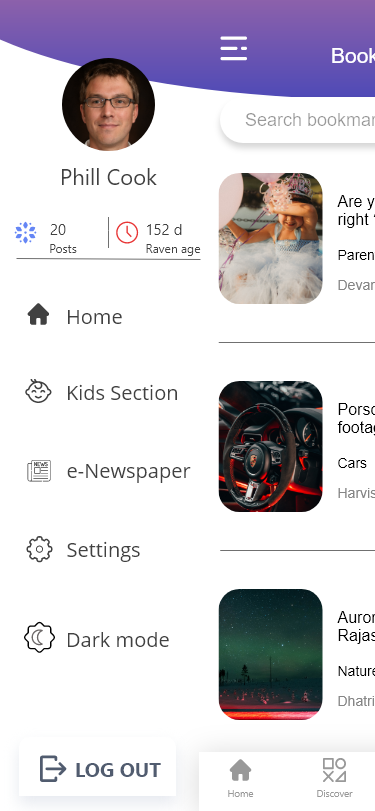 Book
Search bookmar
Phill Cook
20
Posts
152 d
Raven age
Home
Kids Section
NEWS
e-Newspaper
Settings
Dark mode
LOG OUT
Are y
right '
Paren
Devar
Porsc
footag
Cars
Harvis
Auror
Rajas
Nature
Dhatri
Home
Discover